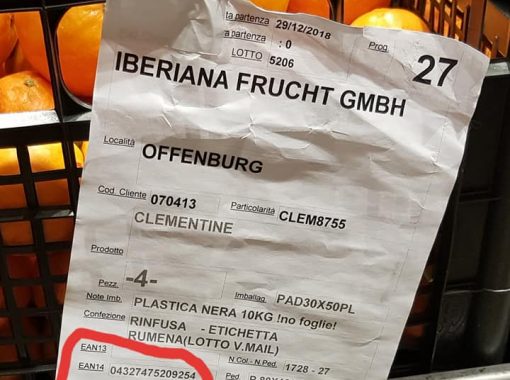 ta partenza 29/12/2018
a partenza : 0 Prog. 27
LOTTO 5206
IBERIANA FRUCHT GMBH
Località OFFENBURG
Cod. Cliente 070413 Particolarità CLEM8755
CLEMENTINE
Prodotto
Pezz. -4- Imballag. PAD30X50PL
Note Imb. PLASTICA NERA 10KG !no foglie!
Confezione RINFUSA - ETICHETTA
RUMENA(LOTTO V.MAIL)
EAN13 N.Col.-N.Ped. 1728 - 27
EAN14 04327475209254 Ped